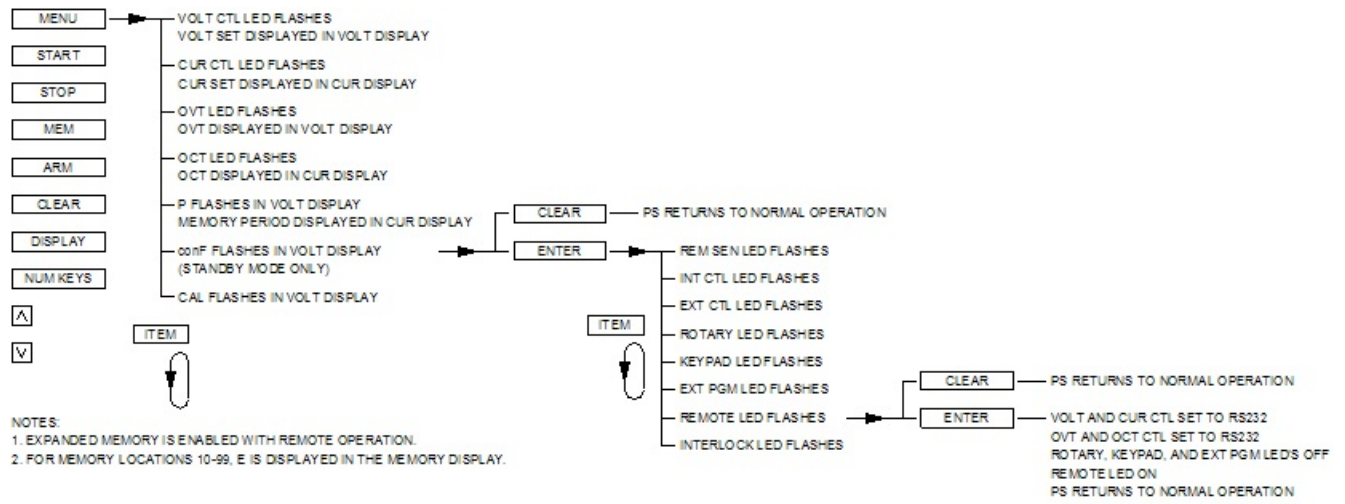 MENU
START
STOP
MEM
ARM
CLEAR
DISPLAY
NUM KEYS
VOLT CTL LED FLASHES
VOLT SET DISPLAYED IN VOLT DISPLAY
CUR CTL LED FLASHES
CUR SET DISPLAYED IN CUR DISPLAY
OVT LED FLASHES
OVT DISPLAYED IN VOLT DISPLAY
OCT LED FLASHES
OCT DISPLAYED IN CUR DISPLAY
P FLASHES IN VOLT DISPLAY
MEMORY PERIOD DISPLAYED IN CUR DISPLAY
conF FLASHES IN VOLT DISPLAY
(STANDBY MODE ONLY)
CAL FLASHES IN VOLT DISPLAY
ITEM
CLEAR
PS RETURNS TO NORMAL OPERATION
ENTER
REM SEN LED FLASHES
INT CTL LED FLASHES
EXT CTL LED FLASHES
ROTARY LED FLASHES
KEYPAD LED FLASHES
EXT PGM LED FLASHES
REMOTE LED FLASHES
INTERLOCK LED FLASHES
ITEM
CLEAR
PS RETURNS TO NORMAL OPERATION
ENTER
VOLT AND CUR CTL SET TO RS232
OVT AND OCT CTL SET TO RS232
ROTARY, KEYPAD, AND EXT PGM LED'S OFF
REMOTE LED ON
PS RETURNS TO NORMAL OPERATION
NOTES:
1. EXPANDED MEMORY IS ENABLED WITH REMOTE OPERATION.
2. FOR MEMORY LOCATIONS 10-99, E IS DISPLAYED IN THE MEMORY DISPLAY.